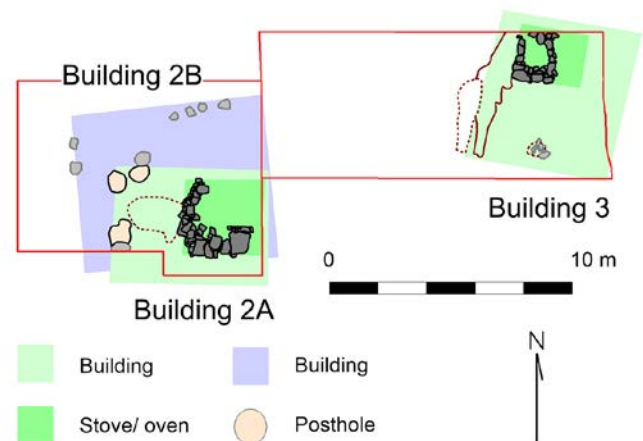 Building 2B
Building 3
0 10 m
Building 2A
N
Building Building
Stove/ oven Posthole